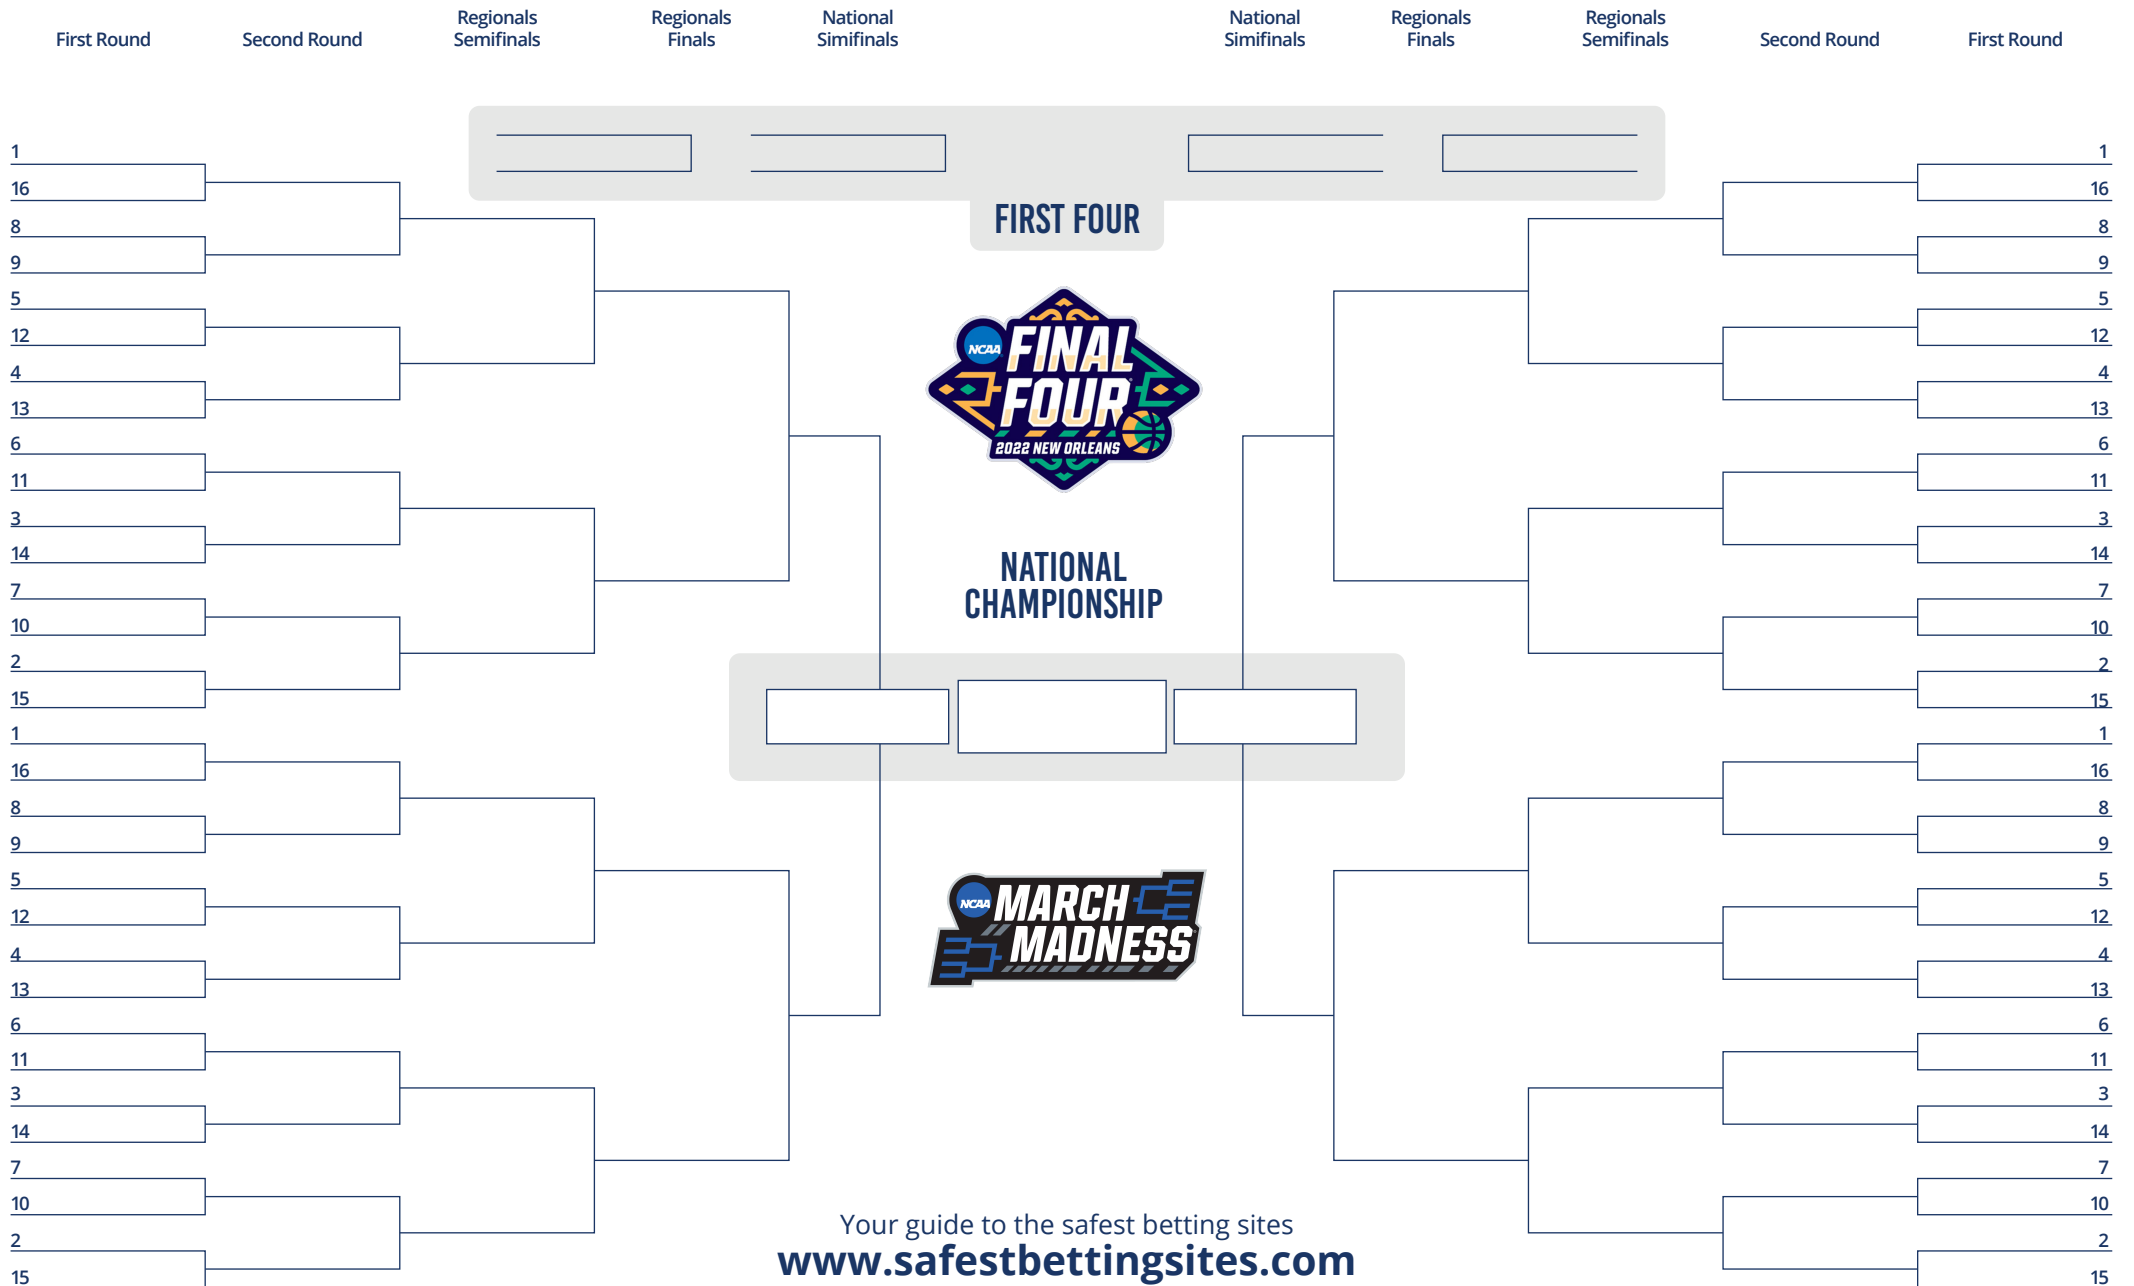 First Round
Second Round
Regionals
Semifinals
Regionals
Finals
National
Simifinals
National
Simifinals
Regionals
Finals
Regionals
Semifinals
Second Round
First Round
1
16
8
9
5
12
4
13
6
11
3
14
7
10
2
15
1
16
8
9
5
12
4
13
6
11
3
14
7
10
2
15
FIRST FOUR
NCAA
FINAL
FOUR
2022 NEW ORLEANS
NATIONAL
CHAMPIONSHIP
NCAA
MARCH
MADNESS
Your guide to the safest betting sites
www.safestbettingsites.com
1
16
8
9
5
12
4
13
6
11
3
14
7
10
2
15
1
16
8
9
5
12
4
13
6
11
3
14
7
10
2
15